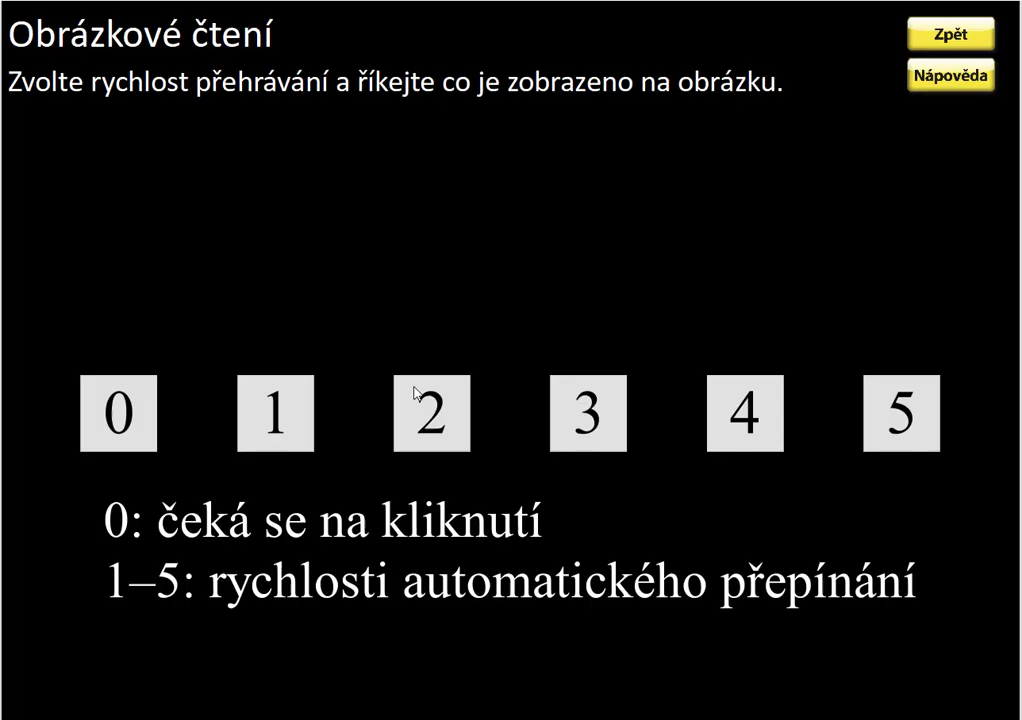 Obrázkové čtení
Zpět
Zvolte rychlost přehrávání a říkejte co je zobrazeno na obrázku.
Nápověda
0 1 2 3 4 5
0: čeká se na kliknutí
1–5: rychlosti automatického přepínání